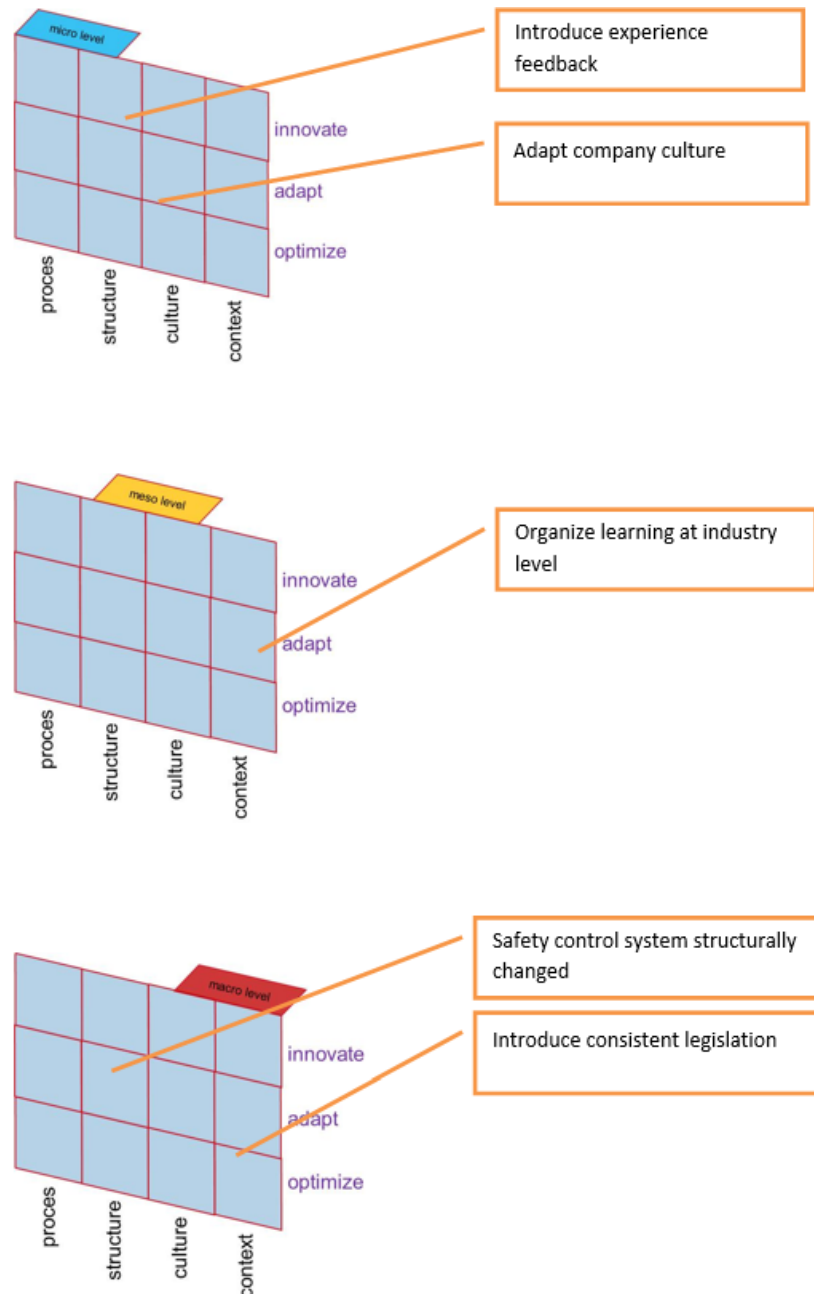 micro level
Introduce experience
feedback
innovate
Adapt company culture
adapt
optimize
proces
structure
culture
context
meso level
Organize learning at industry
level
innovate
adapt
optimize
proces
structure
culture
context
Safety control system structurally
changed
macro level
Introduce consistent legislation
innovate
adapt
optimize
proces
structure
culture
context